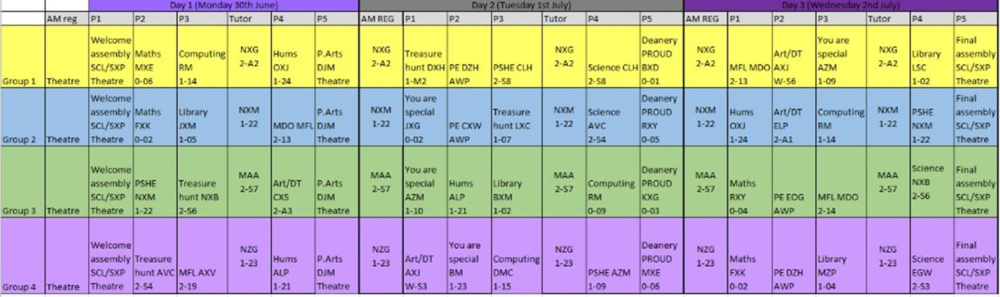 Day 1 (Monday 30th June)
Day 2 (Tuesday 1st July)
Day 3 (Wednesday 2nd July)
AM reg
P1
P2
P3
Tutor
P4
P5
AM REG
P1
P2
P3
Tutor
P4
P5
AM REG
P1
P2
P3
Tutor
P4
P5
Group 1
Theatre
Welcome
assembly
SCL/SXP
Theatre
Maths
MXE
0-06
Computing
RM
1-14
NXG
2-A2
Hums
OXJ
1-24
P.Arts
DJM
Theatre
NXG
2-A2
Treasure
hunt DXH
1-M2
PE DZH
AWP
PSHE CLH
2-S8
NXG
2-A2
Science CLH
2-S8
Deanery
PROUD
BXD
0-01
NXG
2-A2
MFL MDO
2-13
Art/DT
AXJ
W-S6
You are
special
AZM
1-09
NXG
2-A2
Library
LSC
1-02
Final
assembly
SCL/SXP
Theatre
Group 2
Theatre
Welcome
assembly
SCL/SXP
Theatre
Maths
FXK
0-02
Library
JXM
1-05
NXM
1-22
MDO MFL
2-13
P.Arts
DJM
Theatre
NXM
1-22
You are
special
JXG
0-02
PE CXW
AWP
Treasure
hunt LXC
1-07
NXM
1-22
Science
AVC
2-S4
Deanery
PROUD
RXY
0-05
NXM
1-22
Hums
OXJ
1-24
Art/DT
ELP
2-A1
Computing
RM
1-14
NXM
1-22
PSHE
NXM
1-22
Final
assembly
SCL/SXP
Theatre
Group 3
Theatre
Welcome
assembly
SCL/SXP
Theatre
PSHE
NXM
1-22
Treasure
hunt NXB
2-S6
MAA
2-S7
Art/DT
CXS
2-A3
P.Arts
DJM
Theatre
MAA
2-S7
You are
special
AZM
1-10
Hums
ALP
1-21
Library
BXM
1-02
MAA
2-S7
Computing
RM
0-09
Deanery
PROUD
KXG
0-03
MAA
2-S7
Maths
RXY
0-04
PE EOG
AWP
MFL MDO
2-14
MAA
2-S7
Science
NXB
2-S6
Final
assembly
SCL/SXP
Theatre
Group 4
Theatre
Welcome
assembly
SCL/SXP
Theatre
Treasure
hunt AVC
2-S4
MFL AXV
2-19
NZG
1-23
Hums
ALP
1-21
P.Arts
DJM
Theatre
NZG
1-23
Art/DT
AXJ
W-S3
You are
special
BM
1-23
Computing
DMC
1-15
NZG
1-23
PSHE AZM
1-09
Deanery
PROUD
MXE
0-06
NZG
1-23
Maths
FXK
0-02
PE DZH
AWP
Library
MZP
1-04
NZG
1-23
Science
EGW
2-S3
Final
assembly
SCL/SXP
Theatre